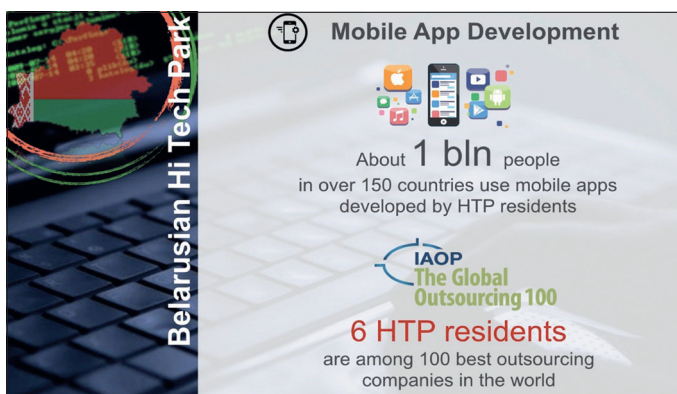 Belarusian Hi Tech Park
Mobile App Development
About 1 bln people
in over 150 countries use mobile apps
developed by HTP residents
IAOP
The Global
Outsourcing 100
6 HTP residents
are among 100 best outsourcing
companies in the world